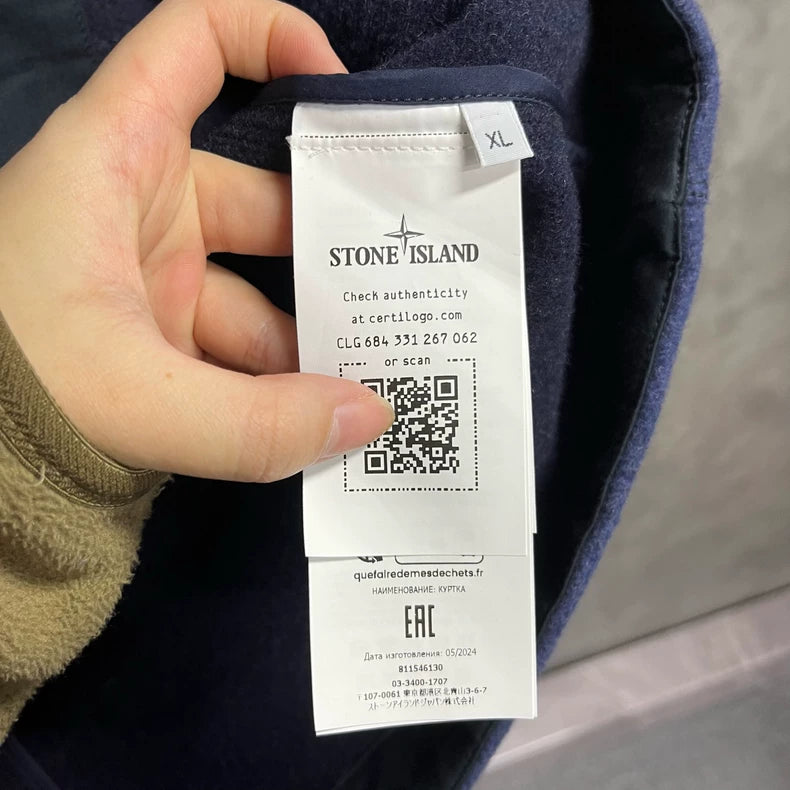 XL
STONE ISLAND
Check authenticity
at certilogo.com
CLG 684 331 267 062
or scan
quefairedemesdechets.fr
НАИМЕНОВАНИЕ: КУРТКА
EAC
Дата изготовления: 05/2024
811546130
03-3400-1707
〒107-0061 東京都港区北青山3-6-7
ストーンアイランドジャパン株式会社